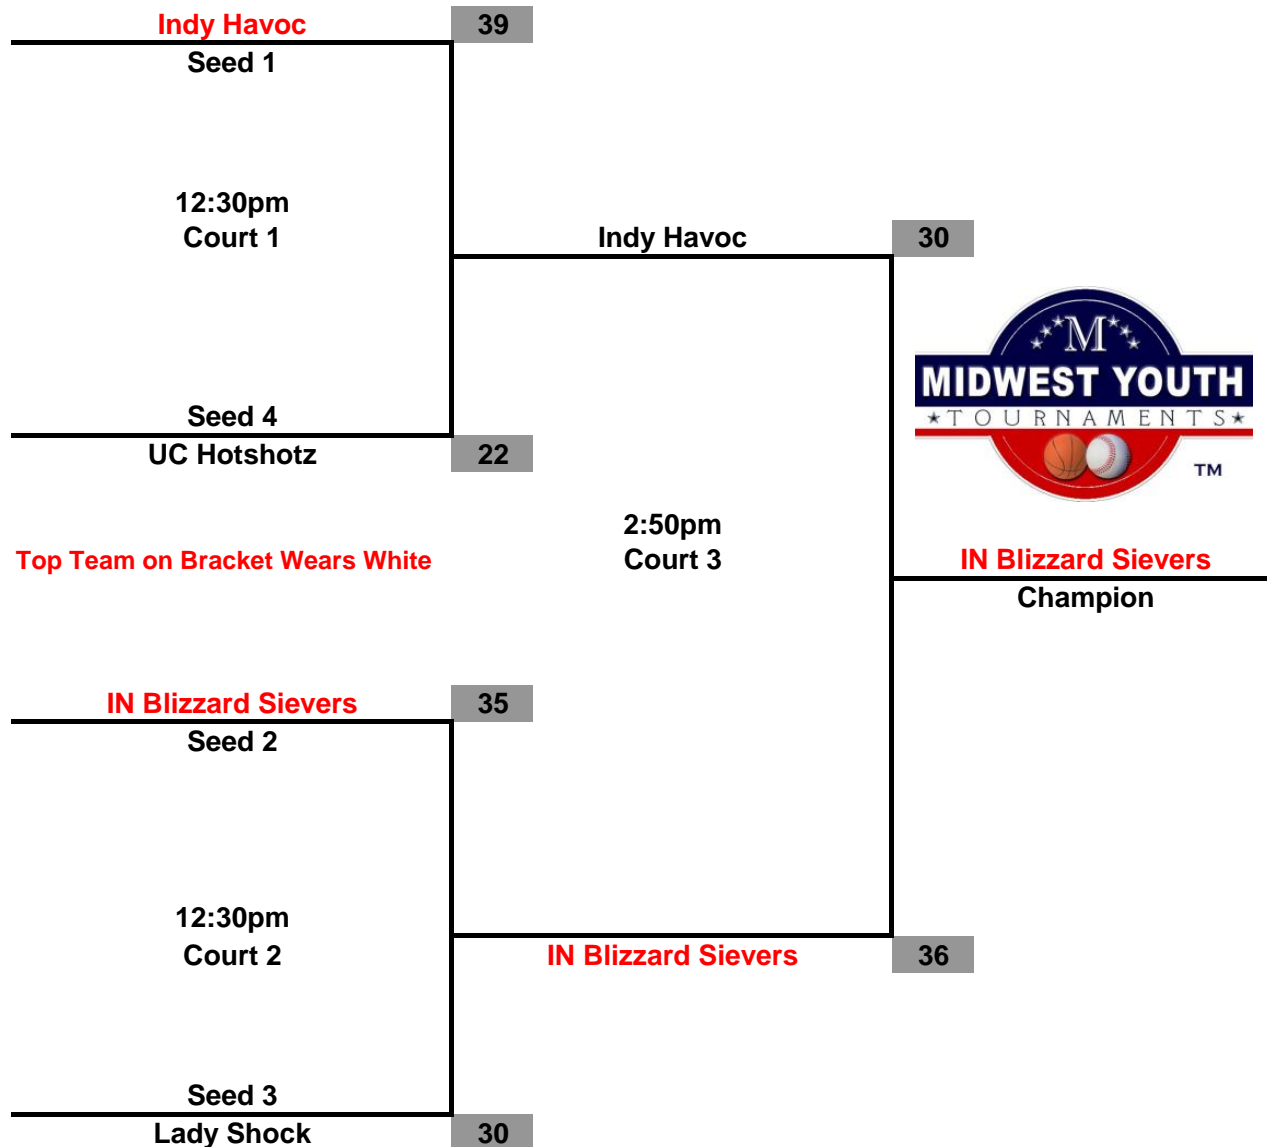 Indy Havoc 39
Seed 1
12:30pm
Court 1
Indy Havoc 30
M
MIDWEST YOUTH
TOURNAMENTS
TM
Seed 4
UC Hotshotz 22
2:50pm
Top Team on Bracket Wears White
Court 3
IN Blizzard Sievers
Champion
IN Blizzard Sievers 35
Seed 2
12:30pm
Court 2
IN Blizzard Sievers 36
Seed 3
Lady Shock 30